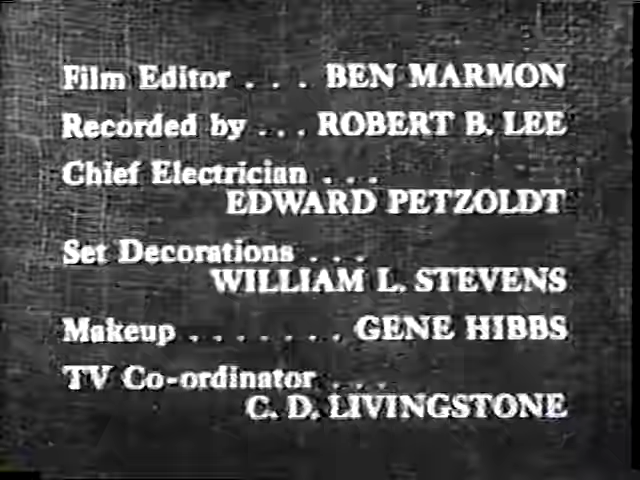 Film Editor . . . BEN MARMON
Recorded by . . . ROBERT B. LEE
Chief Electrician . . .
EDWARD PETZOLDT
Set Decorations . . .
WILLIAM L. STEVENS
Makeup . . . . . . . GENE HIBBS
TV Co-ordinator . . .
C. D. LIVINGSTONE